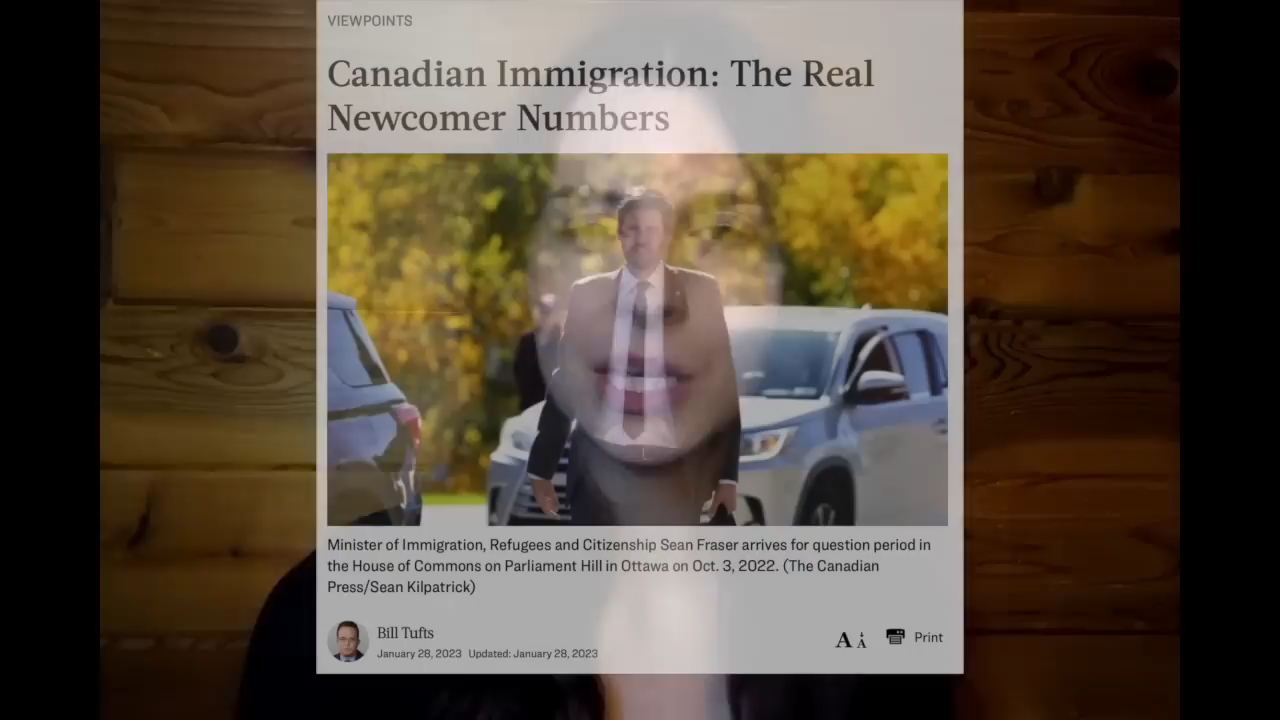 VIEWPOINTS
Canadian Immigration: The Real
Newcomer Numbers
Minister of Immigration, Refugees and Citizenship Sean Fraser arrives for question period in
the House of Commons on Parliament Hill in Ottawa on Oct. 3, 2022. (The Canadian
Press/Sean Kilpatrick)
Bill Tufts
January 28, 2023 Updated: January 28, 2023
A A Print